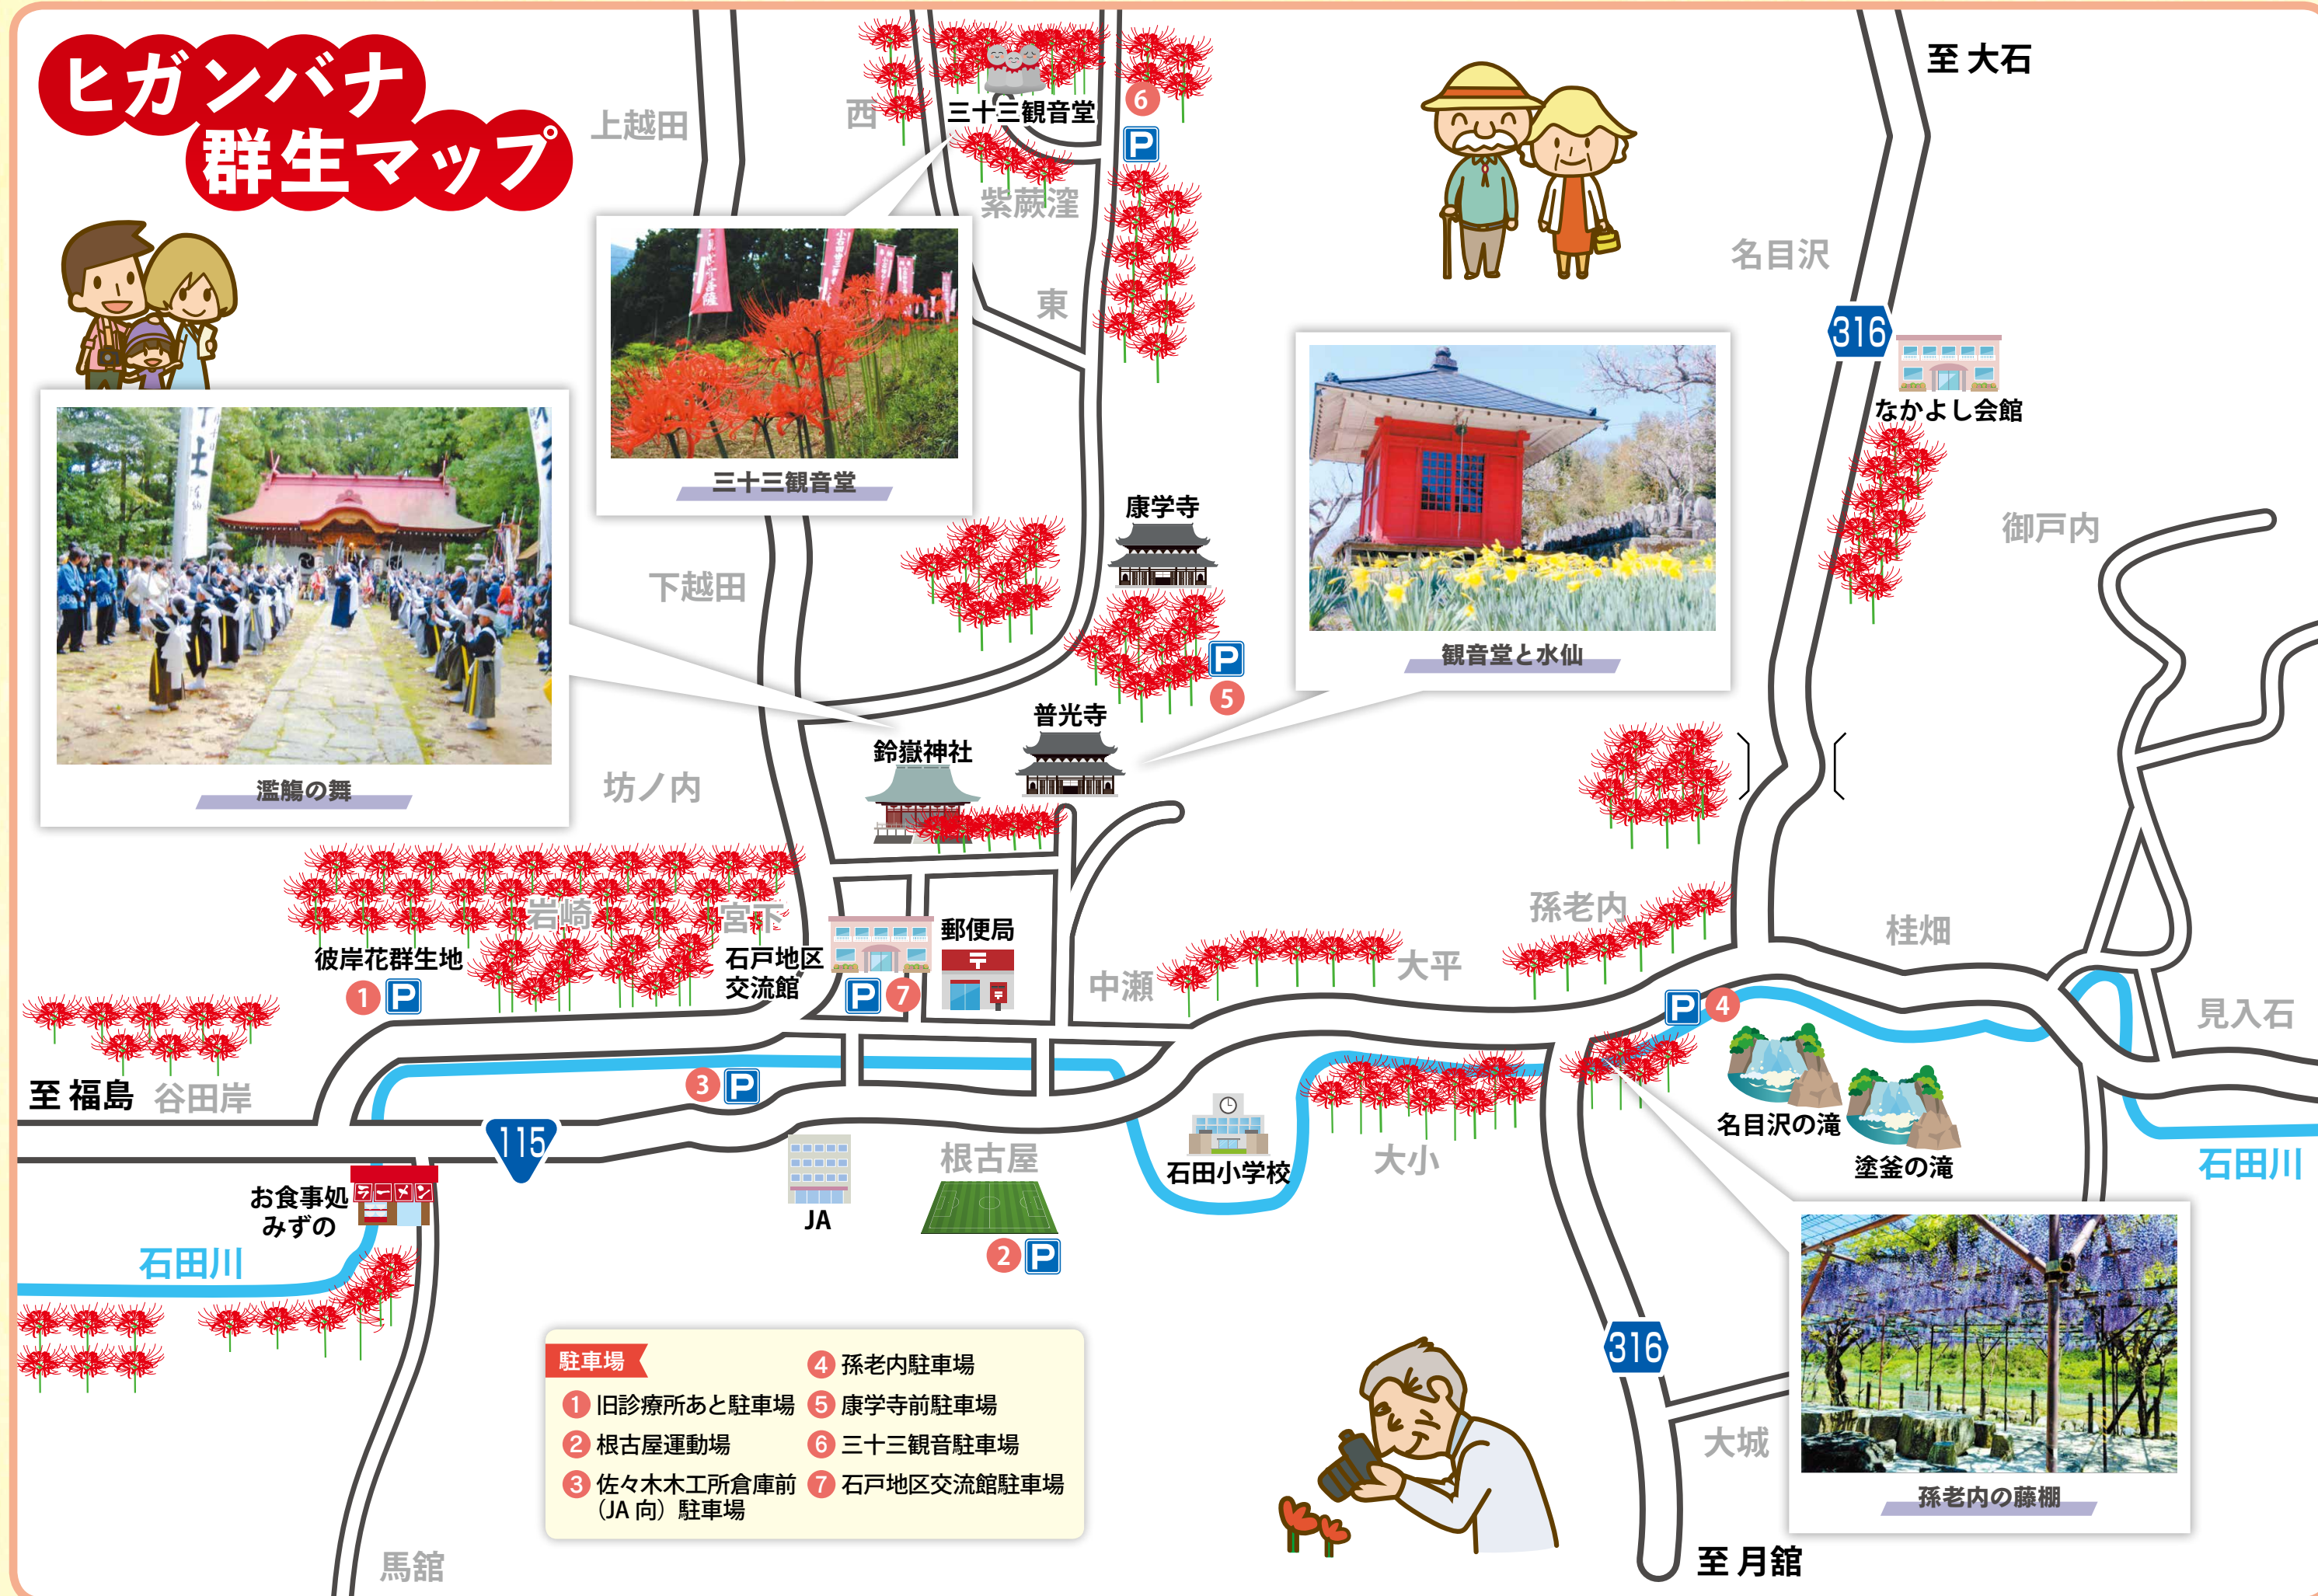 ヒガンバナ
群生マップ
至 大石
上越田
西
三十三観音堂
6
P
紫蕨窪
東
名目沢
316
なかよし会館
三十三観音堂
康学寺
御戸内
下越田
観音堂と水仙
P
5
普光寺
鈴嶽神社
濫觴の舞
坊ノ内
岩崎
宮下
孫老内
桂畑
彼岸花群生地
1 P
石戸地区
交流館
P 7
郵便局
中瀬
大平
P 4
見入石
至 福島
谷田岸
3 P
115
名目沢の滝
塗釜の滝
石田川
お食事処
みずの
JA
根古屋
2 P
石田小学校
大小
石田川
駐車場
1 旧診療所あと駐車場
2 根古屋運動場
3 佐々木木工所倉庫前
(JA 向) 駐車場
4 孫老内駐車場
5 康学寺前駐車場
6 三十三観音駐車場
7 石戸地区交流館駐車場
316
大城
孫老内の藤棚
馬舘
至 月舘